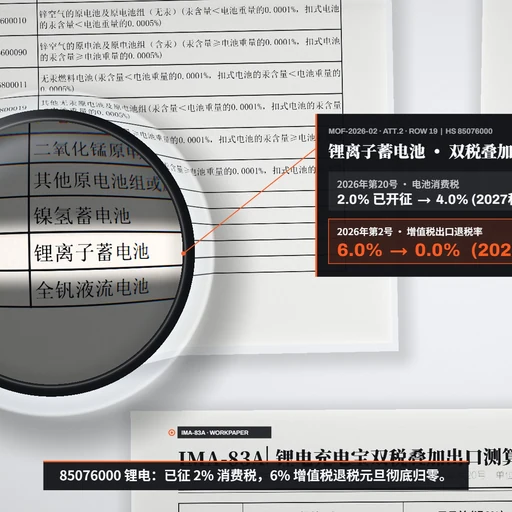 600010 锌空气的原电池及原电池组（无汞）（汞含量＜电池重量的0.0001%，扣式电池的汞含量＜电池重量的0.0005%）
600090 锌空气的原电池及原电池组（含汞）（汞含量≥电池重量的0.0001%，扣式电池的汞含量≥电池重量的0.0005%）
5800011 无汞燃料电池（汞含量＜电池重量的0.0001%，扣式电池的汞含量＜电池重量的0.0005%）
二氧化锰原电
其他原电池组或
镍氢蓄电池
锂离子蓄电池
全钒液流电池
MOF-2026-02 · ATT.2 · ROW 19 | HS 85076000
锂离子蓄电池 • 双税叠加
2026年第20号 • 电池消费税
2.0% 已开征 → 4.0% (2027
2026年第2号 • 增值税出口退税率
6.0% → 0.0% (202
IMA-83A · WORKPAPER
IMA-83A| 锂电充电宝双税叠加出口测算
85076000 锂电：已征 2% 消费税，6% 增值税退税元旦彻底归零。